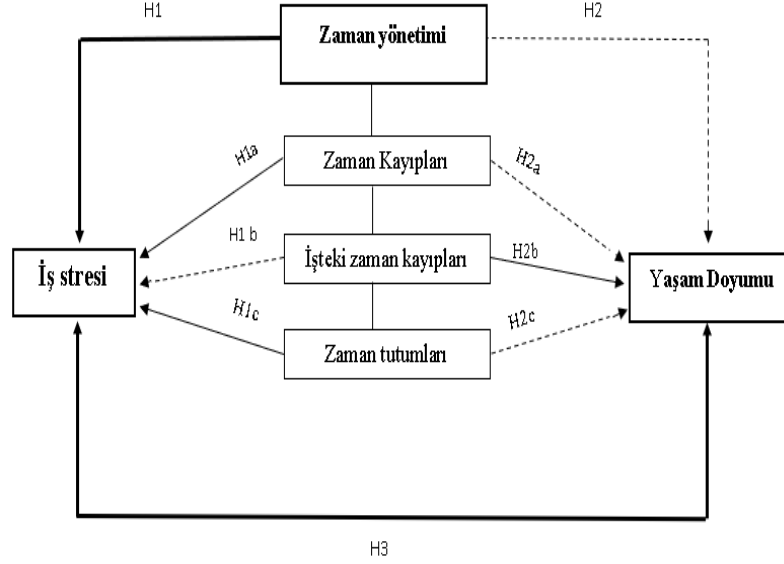 H1
H2
Zaman yönetimi
H1a
Zaman Kayıpları
H2a
H1 b
İşteki zaman kayıpları
H2b
İş stresi
Yaşam Doyumu
H1c
Zaman tutumları
H2c
H3